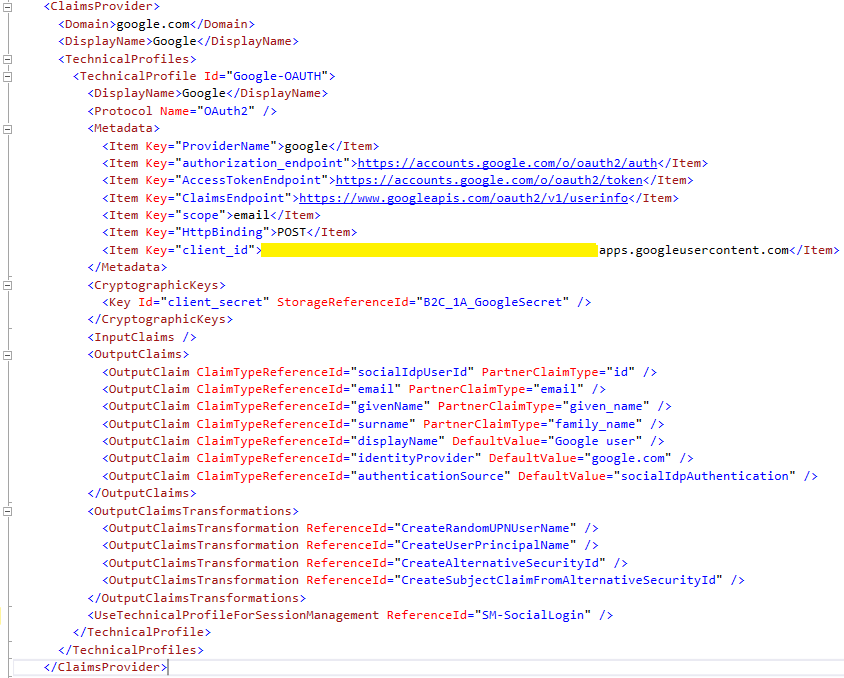 <ClaimsProvider>
<Domain>google.com</Domain>
<DisplayName>Google</DisplayName>
<TechnicalProfiles>
<TechnicalProfile Id="Google-OAUTH">
<DisplayName>Google</DisplayName>
<Protocol Name="OAuth2" />
<Metadata>
<Item Key="ProviderName">google</Item>
<Item Key="authorization_endpoint">https://accounts.google.com/o/oauth2/auth</Item>
<Item Key="AccessTokenEndpoint">https://accounts.google.com/o/oauth2/token</Item>
<Item Key="ClaimsEndpoint">https://www.googleapis.com/oauth2/v1/userinfo</Item>
<Item Key="scope">email</Item>
<Item Key="HttpBinding">POST</Item>
<Item Key="client_id">apps.googleusercontent.com</Item>
</Metadata>
<CryptographicKeys>
<Key Id="client_secret" StorageReferenceId="B2C_1A_GoogleSecret" />
</CryptographicKeys>
<InputClaims />
<OutputClaims>
<OutputClaim ClaimTypeReferenceId="socialIdpUserId" PartnerClaimType="id" />
<OutputClaim ClaimTypeReferenceId="email" PartnerClaimType="email" />
<OutputClaim ClaimTypeReferenceId="givenName" PartnerClaimType="given_name" />
<OutputClaim ClaimTypeReferenceId="surname" PartnerClaimType="family_name" />
<OutputClaim ClaimTypeReferenceId="displayName" DefaultValue="Google user" />
<OutputClaim ClaimTypeReferenceId="identityProvider" DefaultValue="google.com" />
<OutputClaim ClaimTypeReferenceId="authenticationSource" DefaultValue="socialIdpAuthentication" />
</OutputClaims>
<OutputClaimsTransformations>
<OutputClaimsTransformation ReferenceId="CreateRandomUPNUserName" />
<OutputClaimsTransformation ReferenceId="CreateUserPrincipalName" />
<OutputClaimsTransformation ReferenceId="CreateAlternativeSecurityId" />
<OutputClaimsTransformation ReferenceId="CreateSubjectClaimFromAlternativeSecurityId" />
</OutputClaimsTransformations>
<UseTechnicalProfileForSessionManagement ReferenceId="SM-SocialLogin" />
</TechnicalProfile>
</TechnicalProfiles>
</ClaimsProvider>